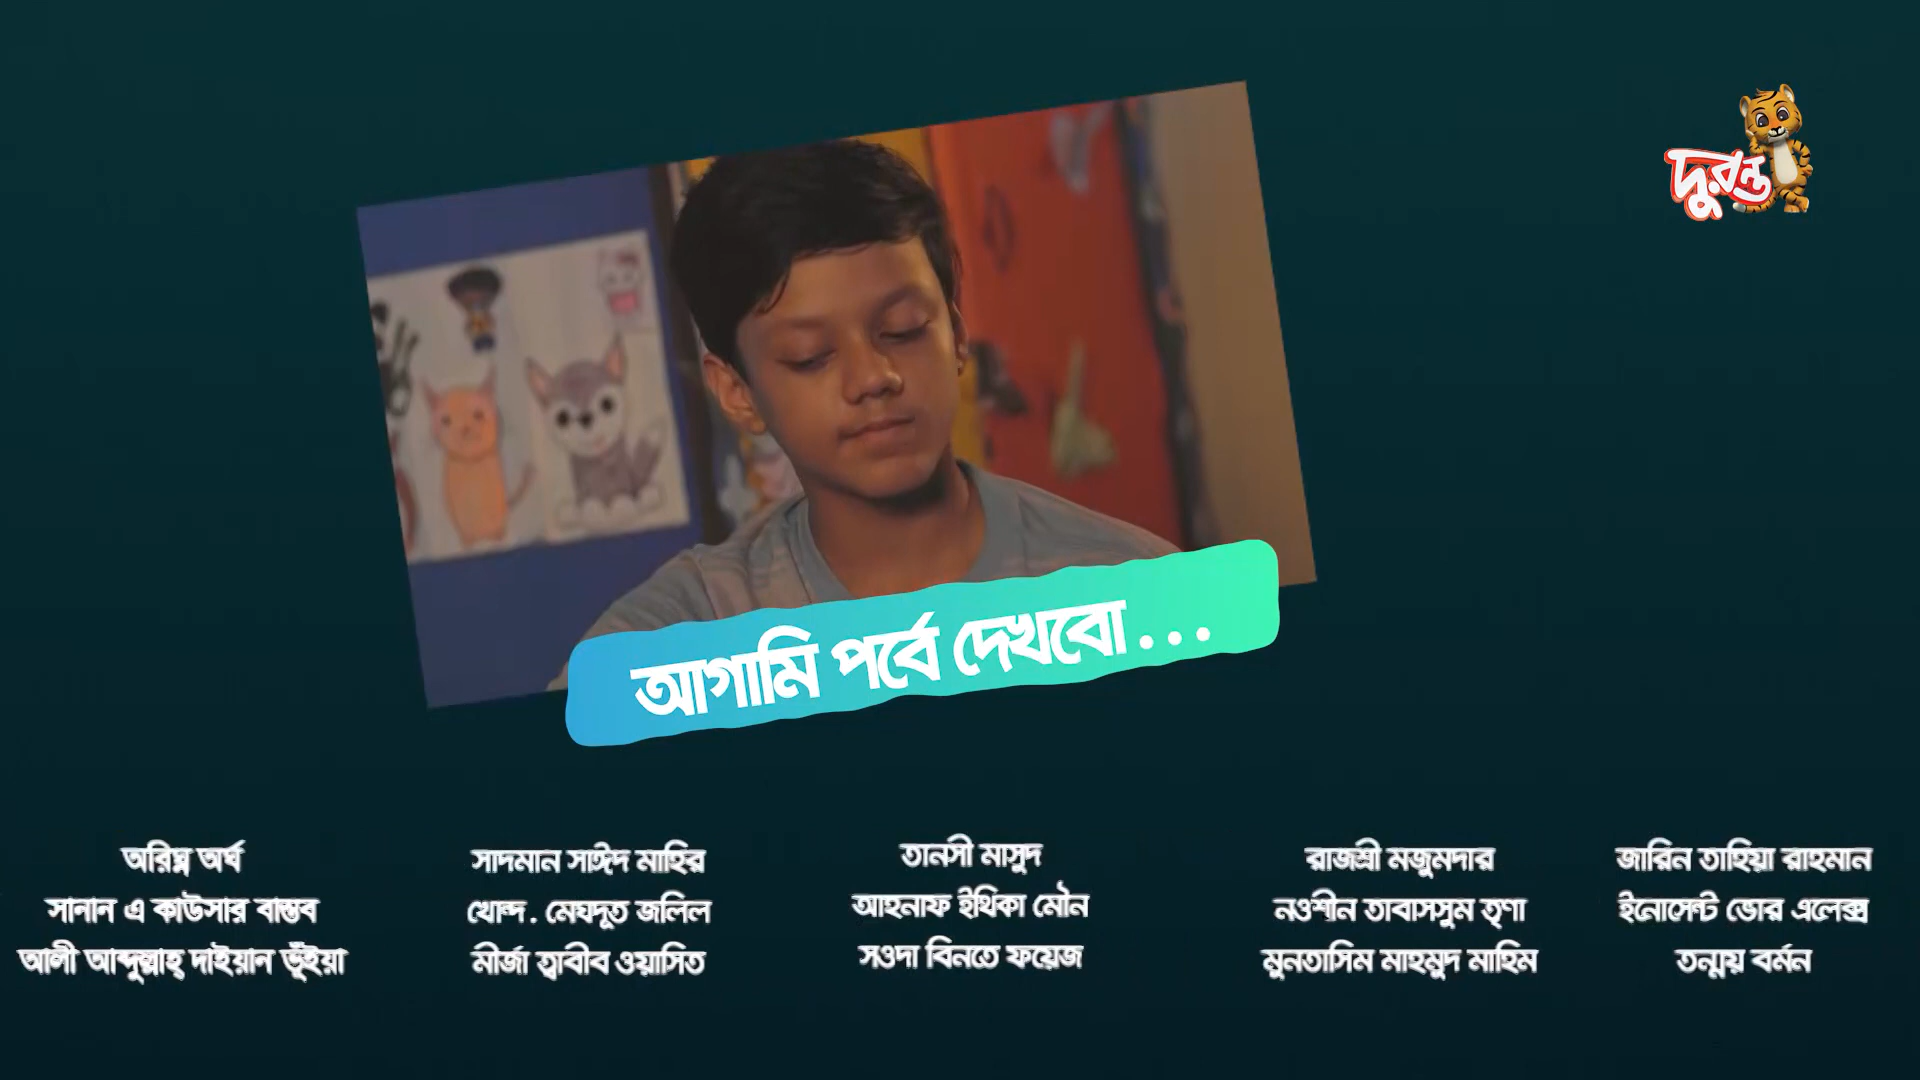 দুরন্ত
আগামি পর্বে দেখবো...
অরিঘ্ন অর্ঘ
সানান এ কাউসার বাস্তব
আলী আব্দুল্লাহ্ দাইয়ান ভূঁইয়া
সাদমান সাঈদ মাহির
খোন্দ. মেঘদূত জলিল
মীর্জা ত্বাবীব ওয়াসিত
তানসী মাসুদ
আহনাফ ইথিকা মৌন
সওদা বিনতে ফয়েজ
রাজশ্রী মজুমদার
নওশীন তাবাসসুম তৃণা
মুনতাসিম মাহমুদ মাহিম
জারিন তাহিয়া রাহমান
ইনোসেন্ট ভোর এলেক্স
তন্ময় বর্মন